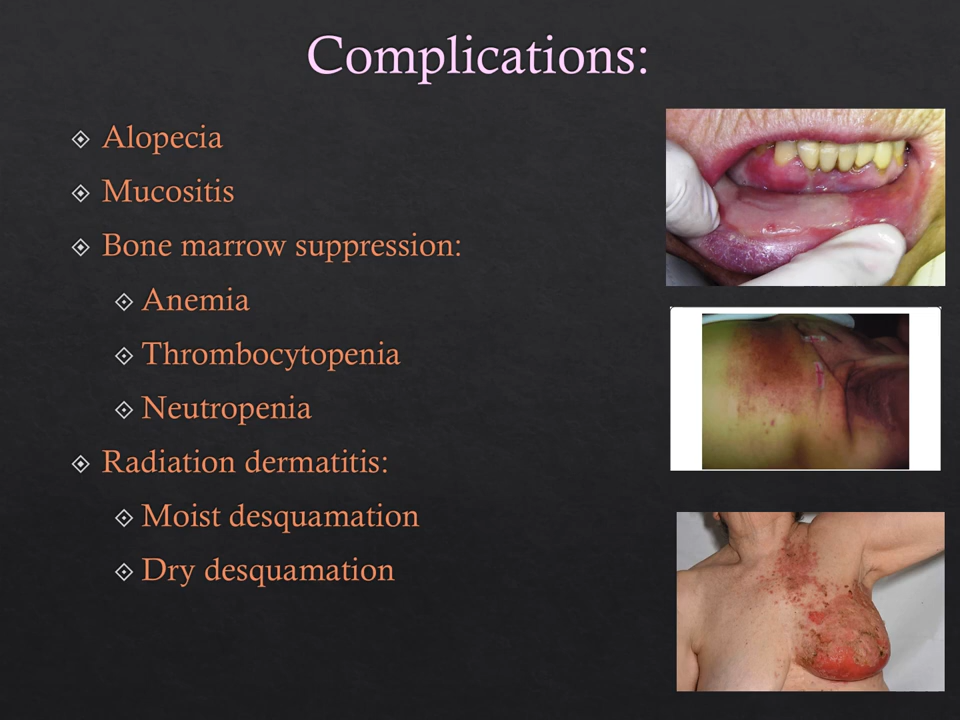 Complications:
Alopecia
Mucositis
Bone marrow suppression:
Anemia
Thrombocytopenia
Neutropenia
Radiation dermatitis:
Moist desquamation
Dry desquamation